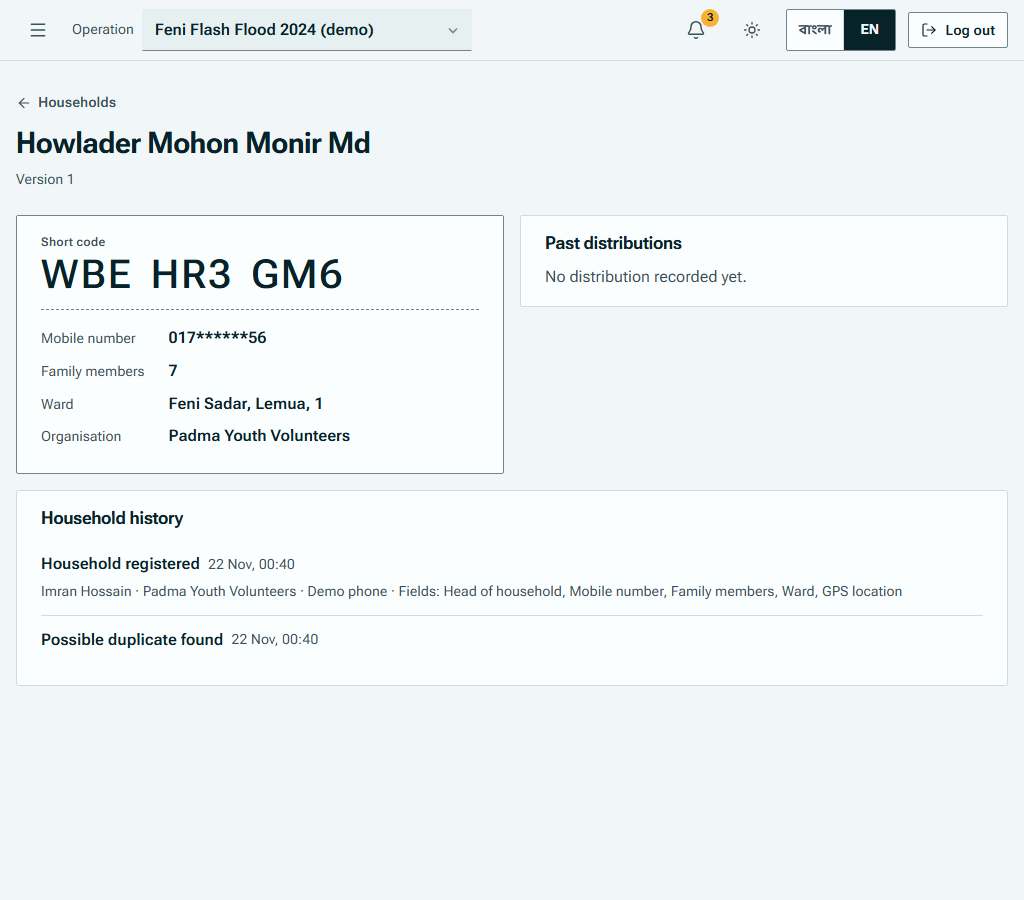 Operation
Feni Flash Flood 2024 (demo)
3
বাংলা
EN
Log out
Households
Howlader Mohon Monir Md
Version 1
Short code
WBE HR3 GM6
Mobile number 017******56
Family members 7
Ward Feni Sadar, Lemua, 1
Organisation Padma Youth Volunteers
Past distributions
No distribution recorded yet.
Household history
Household registered 22 Nov, 00:40
Imran Hossain · Padma Youth Volunteers · Demo phone · Fields: Head of household, Mobile number, Family members, Ward, GPS location
Possible duplicate found 22 Nov, 00:40